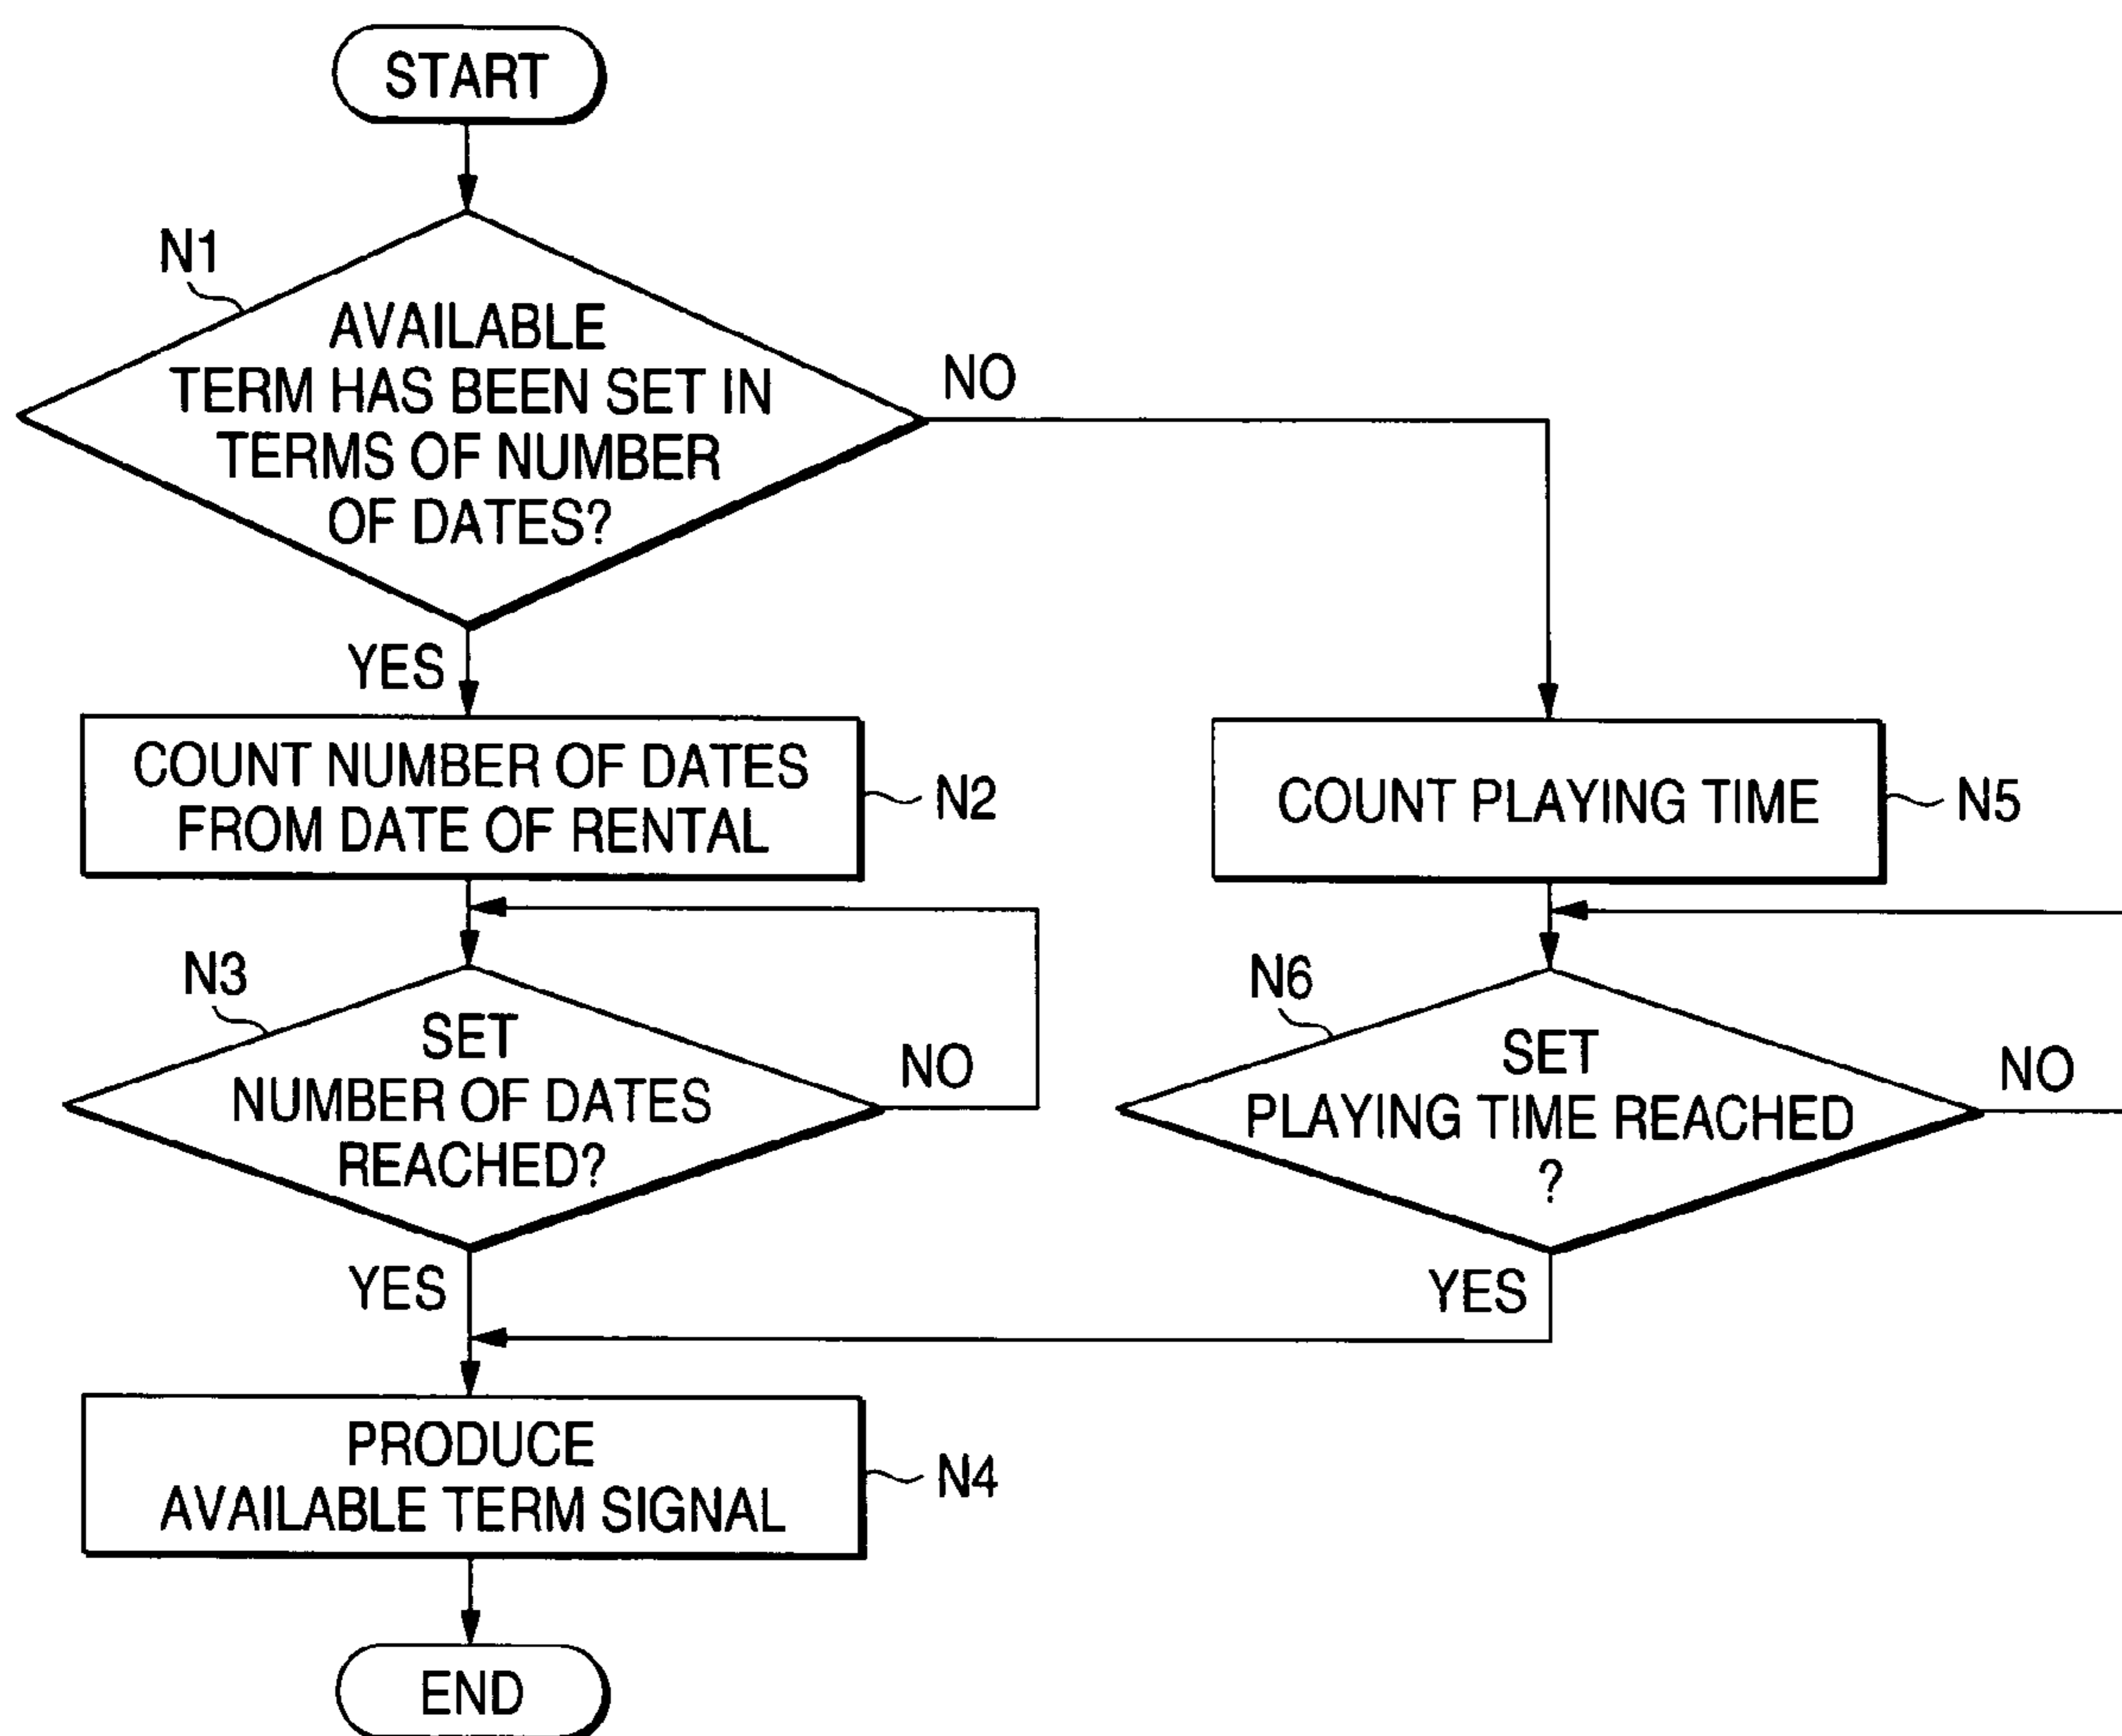 START
N1
AVAILABLE
TERM HAS BEEN SET IN
TERMS OF NUMBER
OF DATES?
NO
YES
COUNT NUMBER OF DATES
FROM DATE OF RENTAL
N2
COUNT PLAYING TIME
N5
N3
SET
NUMBER OF DATES
REACHED?
NO
YES
N6
SET
PLAYING TIME REACHED
?
NO
YES
PRODUCE
AVAILABLE TERM SIGNAL
N4
END